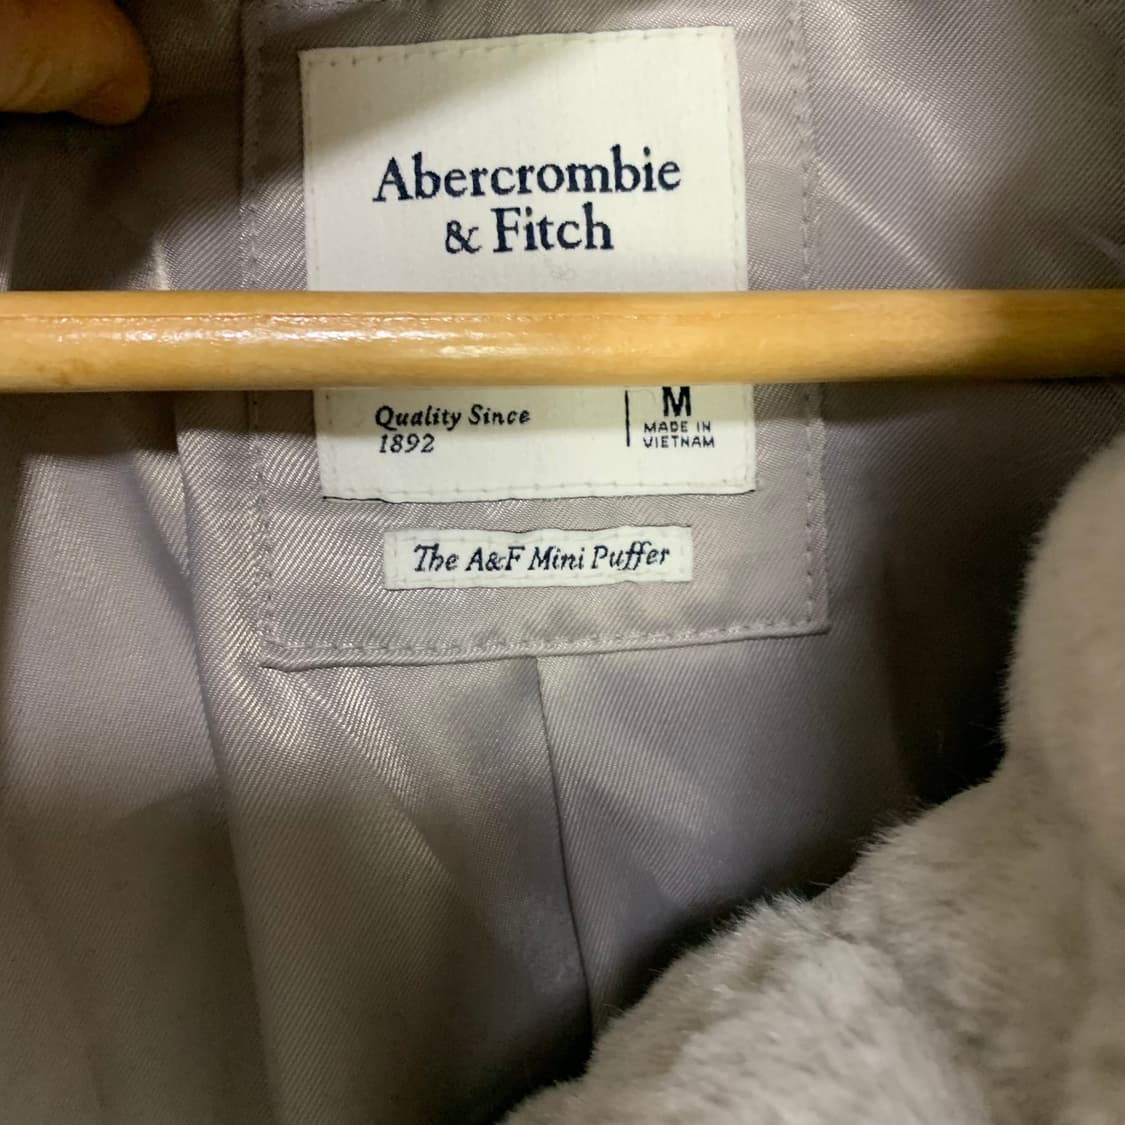 Abercrombie
& Fitch
Quality Since
1892
M
MADE IN
VIETNAM
The A&F Mini Puffer